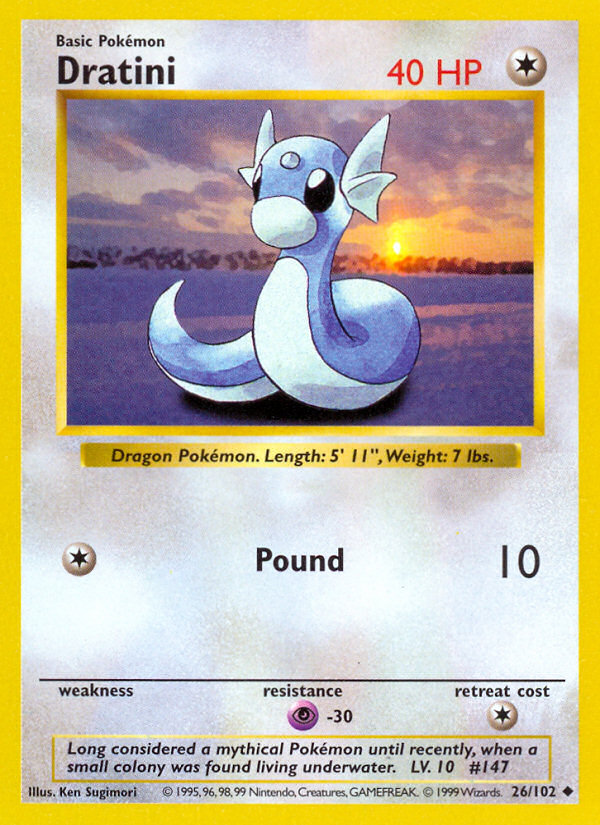 Basic Pokémon
Dratini 40 HP
Dragon Pokémon. Length: 5' 11", Weight: 7 lbs.
Pound 10
weakness resistance retreat cost
-30
Long considered a mythical Pokémon until recently, when a
small colony was found living underwater. LV. 10 #147
Illus. Ken Sugimori © 1995, 96, 98, 99 Nintendo, Creatures, GAMEFREAK. © 1999 Wizards. 26/102 ◆